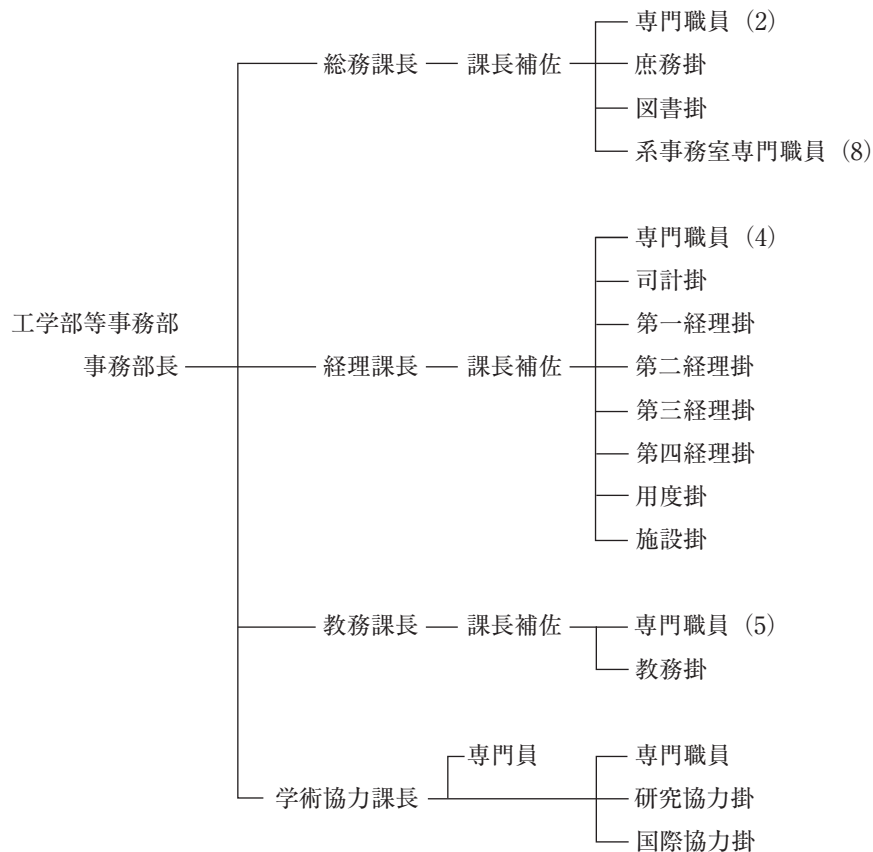 専門職員（2）
総務課長
課長補佐
庶務掛
図書掛
系事務室専門職員（8）
専門職員（4）
司計掛
工学部等事務部
第一経理掛
事務部長
経理課長
課長補佐
第二経理掛
第三経理掛
第四経理掛
用度掛
施設掛
教務課長
課長補佐
専門職員（5）
教務掛
専門員
専門職員
学術協力課長
研究協力掛
国際協力掛